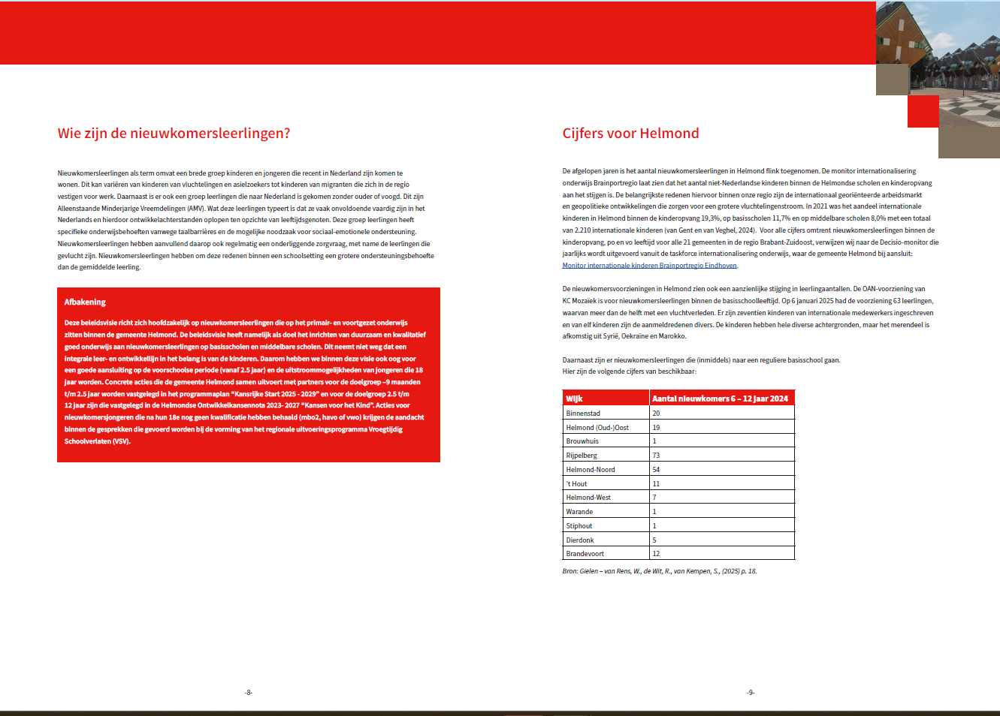 Wie zijn de nieuwkomersleerlingen?
Nieuwkomersleerlingen als term omvat een brede groep kinderen en jongeren die recent in Nederland zijn komen te
wonen. Dit kan variëren van kinderen van vluchtelingen en asielzoekers tot kinderen van migranten die zich in de regio
vestigen voor werk. Daarnaast is er ook een groep leerlingen die naar Nederland is gekomen zonder ouder of voogd. Dit zijn
Alleenstaande Minderjarige Vreemdelingen (AMV). Wat deze leerlingen typeert is dat ze vaak onvoldoende vaardig zijn in het
Nederlands en hierdoor ontwikkelachterstanden oplopen ten opzichte van leeftijdsgenoten. Deze groep leerlingen heeft
specifieke onderwijsbehoeften vanwege taalbarrières en de mogelijke noodzaak voor sociaal-emotionele ondersteuning.
Nieuwkomersleerlingen hebben aanvullend daarop ook regelmatig een onderliggende zorgvraag, met name de leerlingen die
gevlucht zijn. Nieuwkomersleerlingen hebben om deze redenen binnen een schoolsetting een grotere ondersteuningsbehoefte
dan de gemiddelde leerling.
Afbakening
Deze beleidsvisie richt zich hoofdzakelijk op nieuwkomersleerlingen die op het primair- en voortgezet onderwijs
zitten binnen de gemeente Helmond. De beleidsvisie heeft namelijk als doel het inrichten van duurzaam en kwalitatief
goed onderwijs aan nieuwkomersleerlingen op basisscholen en middelbare scholen. Dit neemt niet weg dat een
integrale leer- en ontwikkellijn in het belang is van de kinderen. Daarom hebben we binnen deze visie ook oog voor
een goede aansluiting op de voorschoolse periode (vanaf 2.5 jaar) en de uitstroommogelijkheden van jongeren die 18
jaar worden. Concrete acties die de gemeente Helmond samen uitvoert met partners voor de doelgroep –9 maanden
t/m 2.5 jaar worden vastgelegd in het programmaplan “Kansrijke Start 2025 - 2029” en voor de doelgroep 2.5 t/m
12 jaar zijn die vastgelegd in de Helmondse Ontwikkelkansennota 2023- 2027 “Kansen voor het Kind”. Acties voor
nieuwkomersjongeren die na hun 18e nog geen kwalificatie hebben behaald (mbo2, havo of vwo) krijgen de aandacht
binnen de gesprekken die gevoerd worden bij de vorming van het regionale uitvoeringsprogramma Vroegtijdig
Schoolverlaten (VSV).
-8-
Cijfers voor Helmond
De afgelopen jaren is het aantal nieuwkomersleerlingen in Helmond flink toegenomen. De monitor internationalisering
onderwijs Brainportregio laat zien dat het aantal niet-Nederlandse kinderen binnen de Helmondse scholen en kinderopvang
aan het stijgen is. De belangrijkste redenen hiervoor binnen onze regio zijn de internationaal georiënteerde arbeidsmarkt
en geopolitieke ontwikkelingen die zorgen voor een grotere vluchtelingenstroom. In 2021 was het aandeel internationale
kinderen in Helmond binnen de kinderopvang 19,3%, op basisscholen 11,7% en op middelbare scholen 8,0% met een totaal
van 2.210 internationale kinderen (van Gent en van Veghel, 2024). Voor alle cijfers omtrent nieuwkomersleerlingen binnen de
kinderopvang, po en vo leeftijd voor alle 21 gemeenten in de regio Brabant-Zuidoost, verwijzen wij naar de Decisio-monitor die
jaarlijks wordt uitgevoerd vanuit de taskforce internationalisering onderwijs, waar de gemeente Helmond bij aansluit:
Monitor internationale kinderen Brainportregio Eindhoven.
De nieuwkomersvoorzieningen in Helmond zien ook een aanzienlijke stijging in leerlingaantallen. De OAN-voorziening van
KC Mozaïek is voor nieuwkomersleerlingen binnen de basisschoolleeftijd. Op 6 januari 2025 had de voorziening 63 leerlingen,
waarvan meer dan de helft met een vluchtverleden. Er zijn zeventien kinderen van internationale medewerkers ingeschreven
en van elf kinderen zijn de aanmeldredenen divers. De kinderen hebben hele diverse achtergronden, maar het merendeel is
afkomstig uit Syrië, Oekraïne en Marokko.
Daarnaast zijn er nieuwkomersleerlingen die (inmiddels) naar een reguliere basisschool gaan.
Hier zijn de volgende cijfers van beschikbaar:
Wijk Aantal nieuwkomers 6 – 12 jaar 2024
Binnenstad 20
Helmond (Oud-)Oost 19
Brouwhuis 1
Rijpelberg 73
Helmond-Noord 54
't Hout 11
Helmond-West 7
Warande 1
Stiphout 1
Dierdonk 5
Brandevoort 12
Bron: Gielen – van Rens, W., de Wit, R., van Kempen, S., (2025) p. 18.
-9-